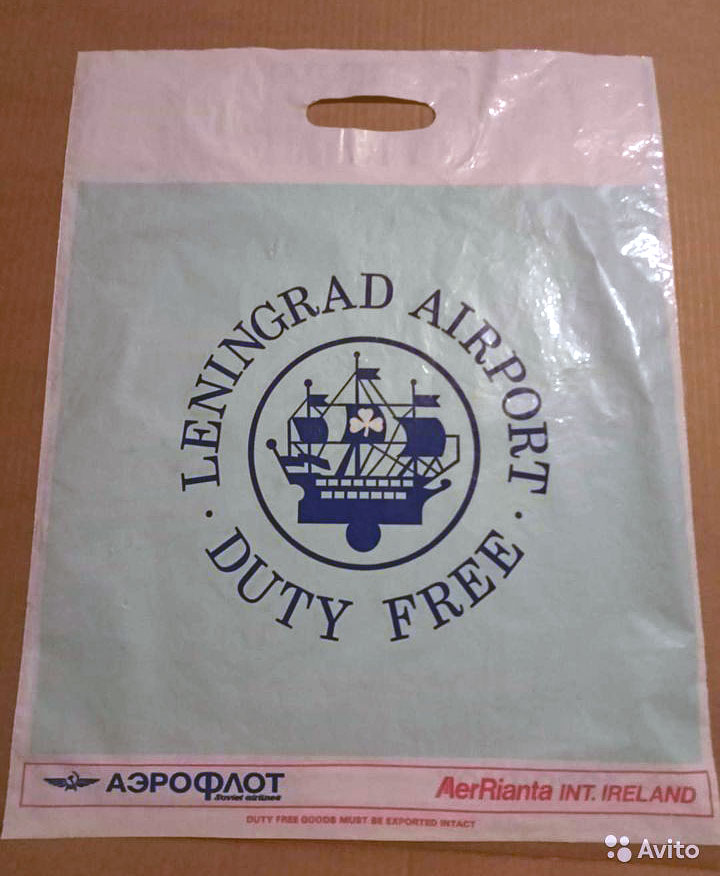 LENINGRAD AIRPORT
· DUTY FREE ·
АЭРОФЛОТ
Soviet airlines
AerRianta INT. IRELAND
DUTY FREE GOODS MUST BE EXPORTED INTACT
Avito